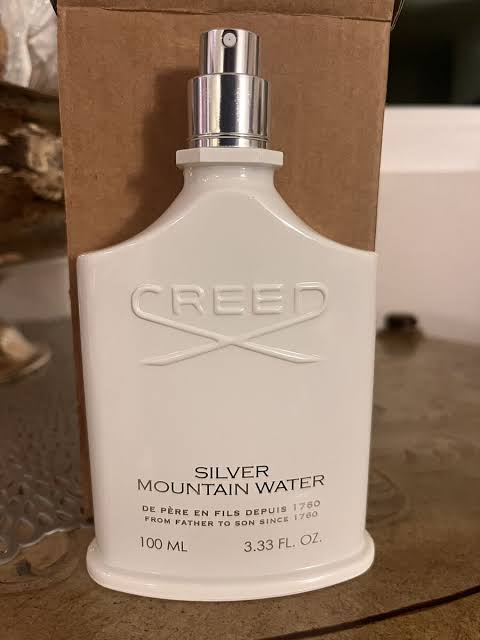 CREED
SILVER
MOUNTAIN WATER
DE PÈRE EN FILS DEPUIS 1760
FROM FATHER TO SON SINCE 1760
100 ML 3.33 FL. OZ.